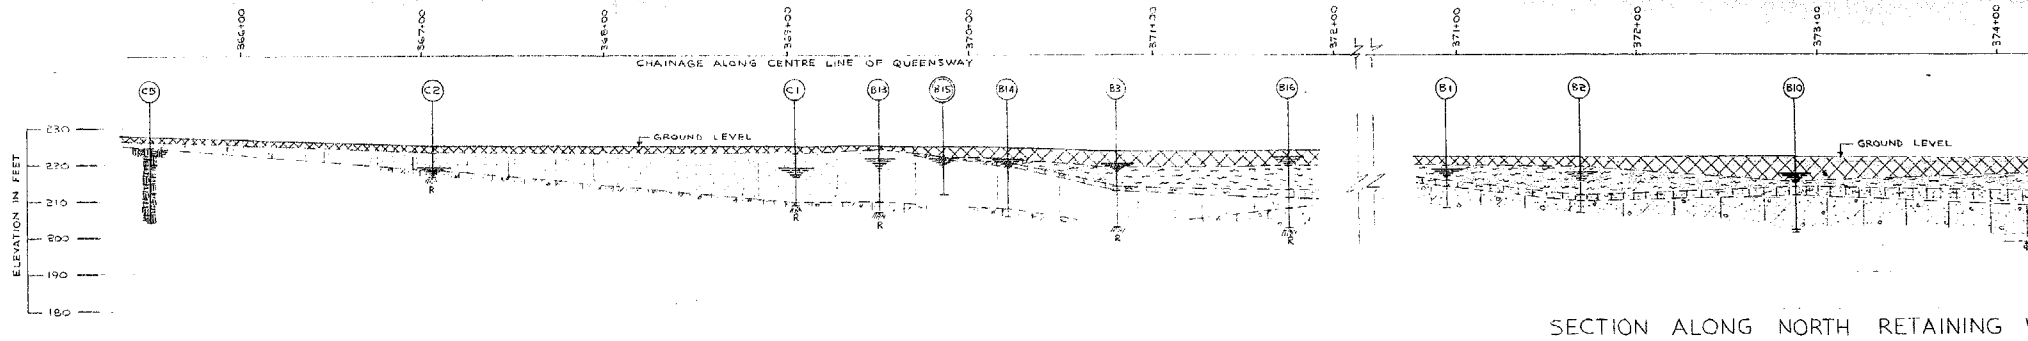 366+00 367+00 368+00 369+00 370+00 371+00 372+00 371+00 372+00 373+00 374+00
CHAINAGE ALONG CENTRE LINE OF QUEENSWAY
C5 C2 C1 B13 B15 B14 B3 B16 B1 B2 B10
ELEVATION IN FEET
230
220
210
200
190
180
GROUND LEVEL
GROUND LEVEL
R R R R R
SECTION ALONG NORTH RETAINING